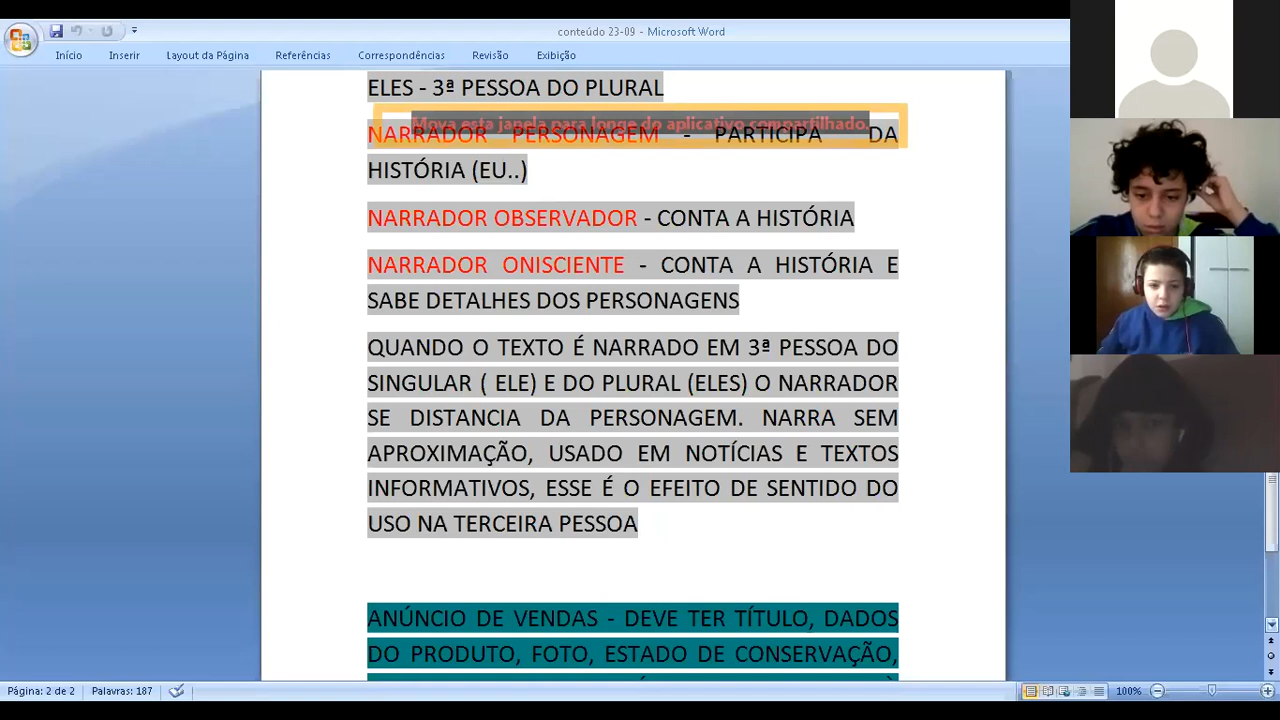 conteúdo 23-09 - Microsoft Word
Início Inserir Layout da Página Referências Correspondências Revisão Exibição
ELES - 3ª PESSOA DO PLURAL
Mova esta janela para longe do aplicativo compartilhado.
NARRADOR PERSONAGEM - PARTICIPA DA
HISTÓRIA (EU..)
NARRADOR OBSERVADOR - CONTA A HISTÓRIA
NARRADOR ONISCIENTE - CONTA A HISTÓRIA E
SABE DETALHES DOS PERSONAGENS
QUANDO O TEXTO É NARRADO EM 3ª PESSOA DO
SINGULAR ( ELE) E DO PLURAL (ELES) O NARRADOR
SE DISTANCIA DA PERSONAGEM. NARRA SEM
APROXIMAÇÃO, USADO EM NOTÍCIAS E TEXTOS
INFORMATIVOS, ESSE É O EFEITO DE SENTIDO DO
USO NA TERCEIRA PESSOA
ANÚNCIO DE VENDAS - DEVE TER TÍTULO, DADOS
DO PRODUTO, FOTO, ESTADO DE CONSERVAÇÃO,
Página: 2 de 2 Palavras: 187 100%